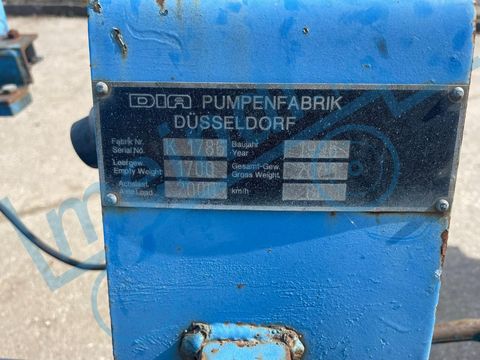 DIA PUMPENFABRIK
DÜSSELDORF
Fabrik Nr. K 1786 Baujahr
Serial No. Year
Leergew. 1700 Gesamt-Gew.
Empty Weight Gross Weight
Achslast km/h
Axle Load